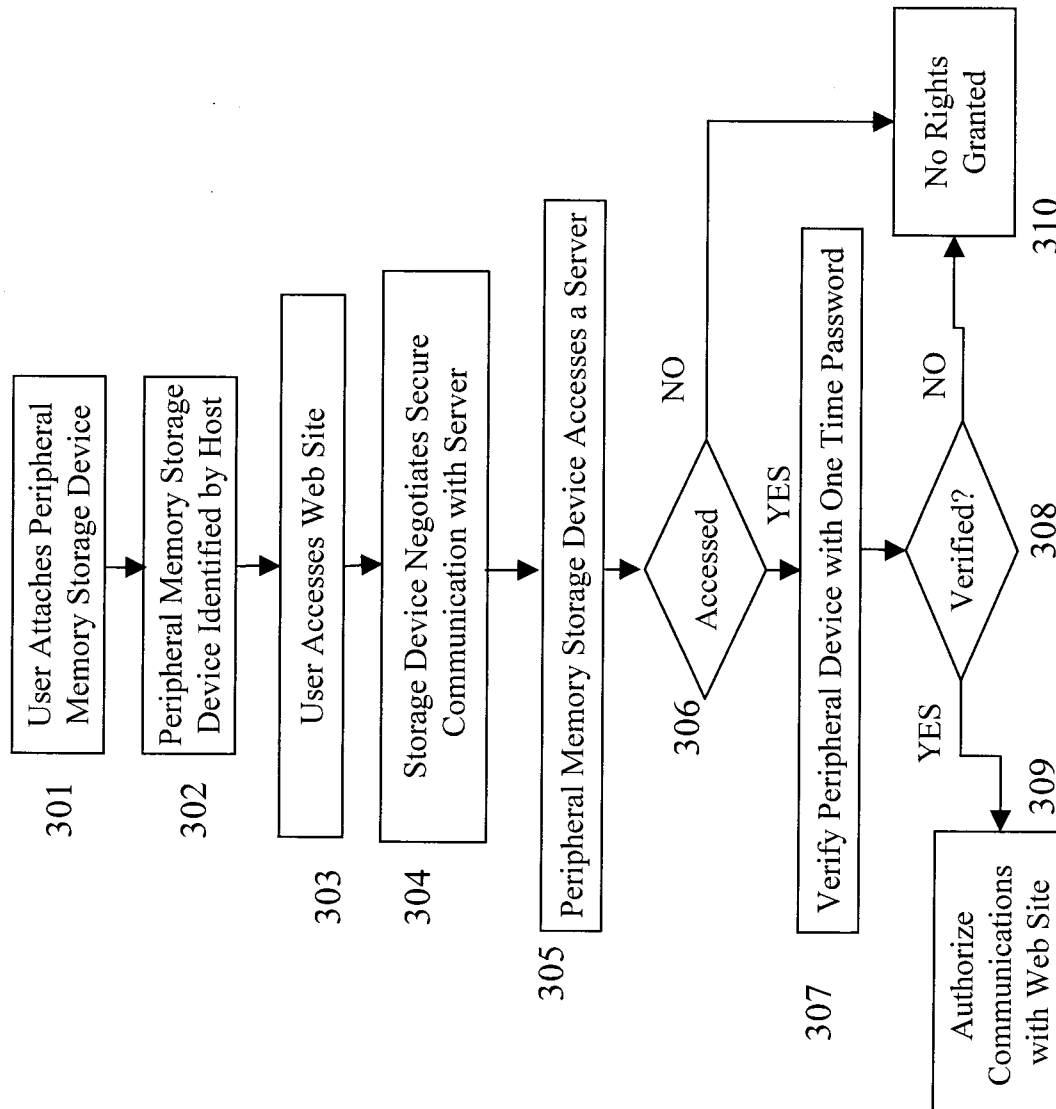 301
User Attaches Peripheral
Memory Storage Device
302
Peripheral Memory Storage
Device Identified by Host
303
User Accesses Web Site
304
Storage Device Negotiates Secure
Communication with Server
305
Peripheral Memory Storage Device Accesses a Server
306
Accessed
NO
YES
307
Verify Peripheral Device with One Time Password
308
Verified?
YES
NO
309
Authorize
Communications
with Web Site
310
No Rights
Granted